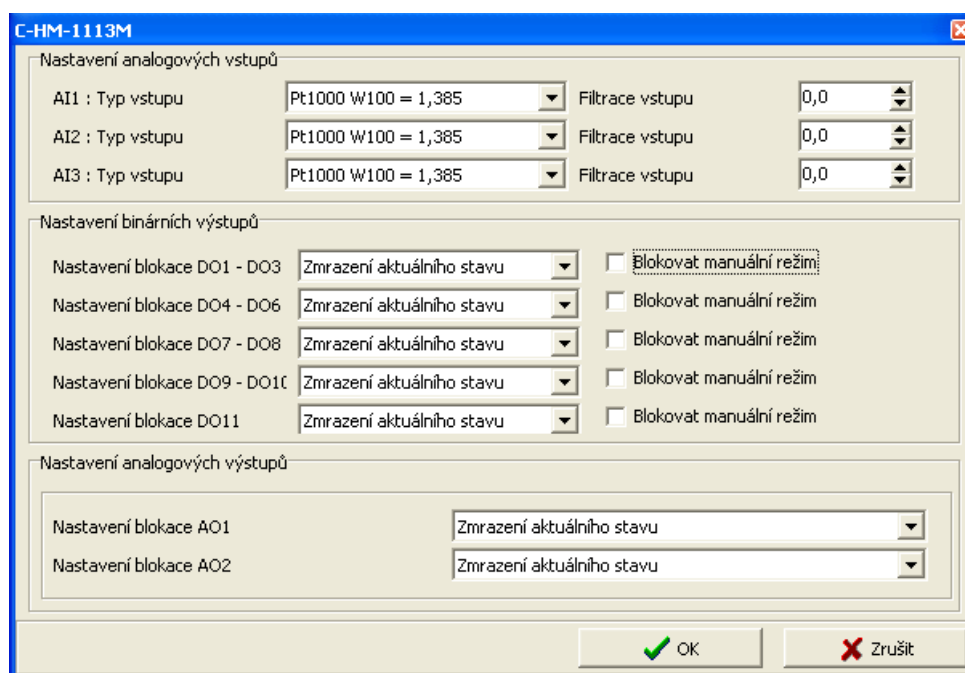 C-HM-1113M
Nastavení analogových vstupů
AI1 : Typ vstupu Pt1000 W100 = 1,385 Filtrace vstupu 0,0
AI2 : Typ vstupu Pt1000 W100 = 1,385 Filtrace vstupu 0,0
AI3 : Typ vstupu Pt1000 W100 = 1,385 Filtrace vstupu 0,0
Nastavení binárních výstupů
Nastavení blokace DO1 - DO3 Zmrazení aktuálního stavu Blokovat manuální režim
Nastavení blokace DO4 - DO6 Zmrazení aktuálního stavu Blokovat manuální režim
Nastavení blokace DO7 - DO8 Zmrazení aktuálního stavu Blokovat manuální režim
Nastavení blokace DO9 - DO10 Zmrazení aktuálního stavu Blokovat manuální režim
Nastavení blokace DO11 Zmrazení aktuálního stavu Blokovat manuální režim
Nastavení analogových výstupů
Nastavení blokace AO1 Zmrazení aktuálního stavu
Nastavení blokace AO2 Zmrazení aktuálního stavu
OK Zrušit